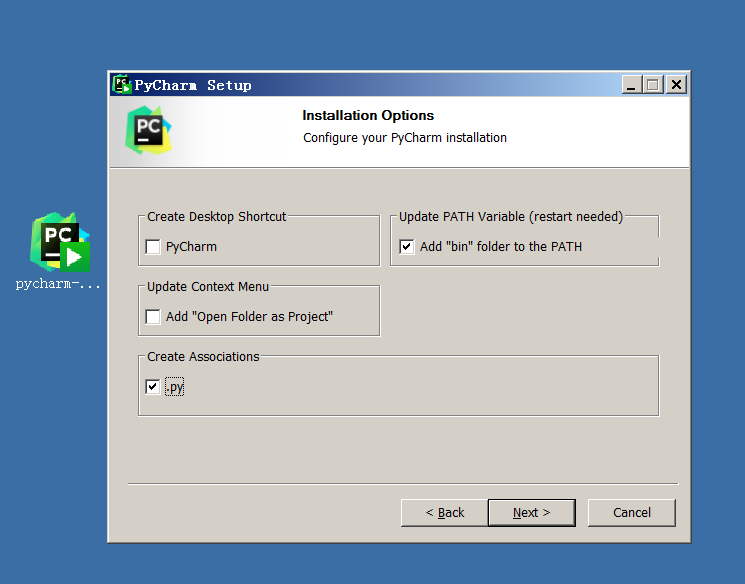 PyCharm Setup
PC
Installation Options
Configure your PyCharm installation
Create Desktop Shortcut
PyCharm
Update PATH Variable (restart needed)
Add "bin" folder to the PATH
Update Context Menu
Add "Open Folder as Project"
Create Associations
.py
< Back
Next >
Cancel
PC
pycharm-...